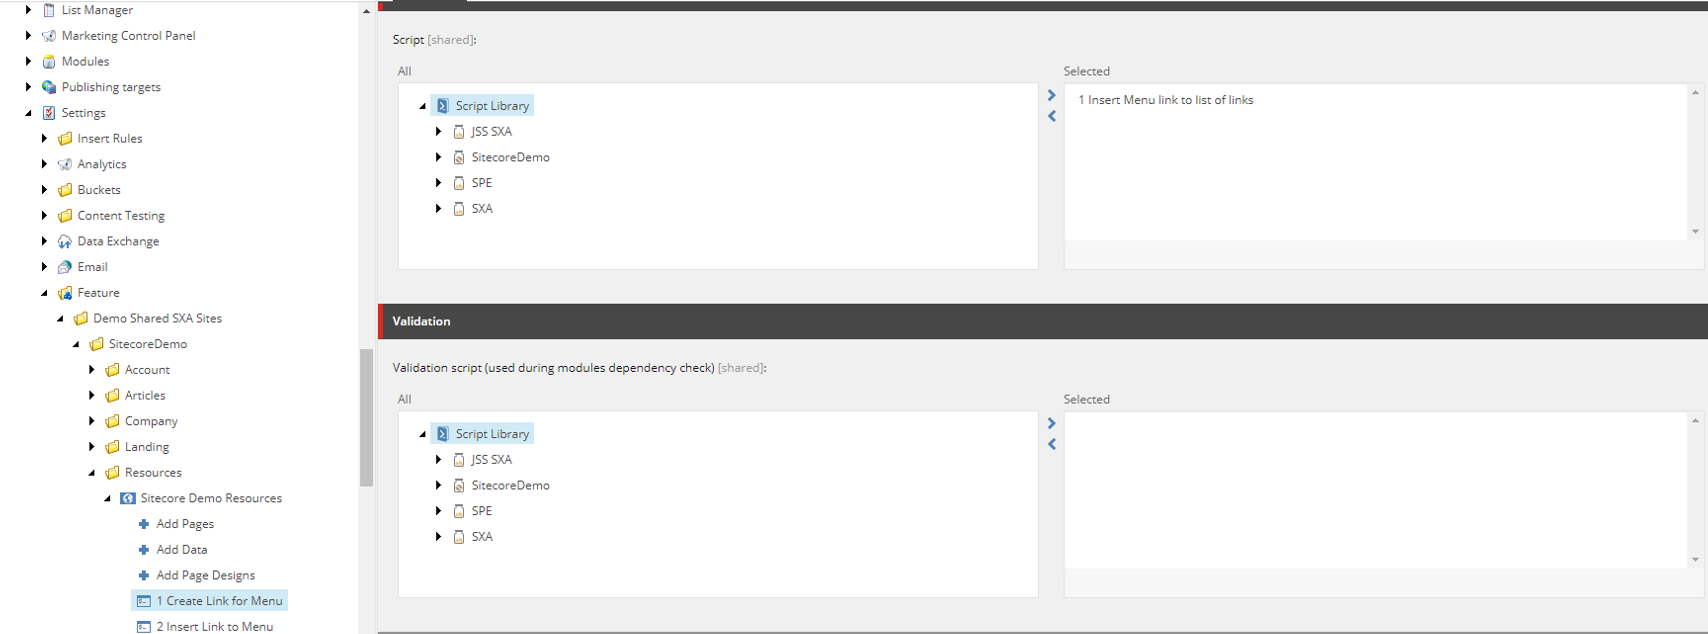 List Manager
Marketing Control Panel
Modules
Publishing targets
Settings
Insert Rules
Analytics
Buckets
Content Testing
Data Exchange
Email
Feature
Demo Shared SXA Sites
SitecoreDemo
Account
Articles
Company
Landing
Resources
Sitecore Demo Resources
Add Pages
Add Data
Add Page Designs
1 Create Link for Menu
2 Insert Link to Menu
Script [shared]:
All
Script Library
JSS SXA
SitecoreDemo
SPE
SXA
Selected
1 Insert Menu link to list of links
Validation
Validation script (used during modules dependency check) [shared]:
All
Script Library
JSS SXA
SitecoreDemo
SPE
SXA
Selected